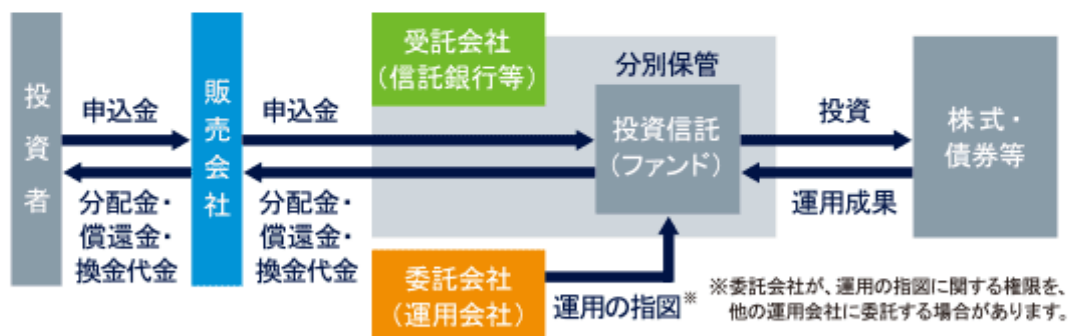 投資者
申込金
分配金・
償還金・
換金代金
販売会社
申込金
分配金・
償還金・
換金代金
受託会社
（信託銀行等）
分別保管
投資信託
（ファンド）
委託会社
（運用会社）
運用の指図※
投資
運用成果
株式・
債券等
※委託会社が、運用の指図に関する権限を、
他の運用会社に委託する場合があります。